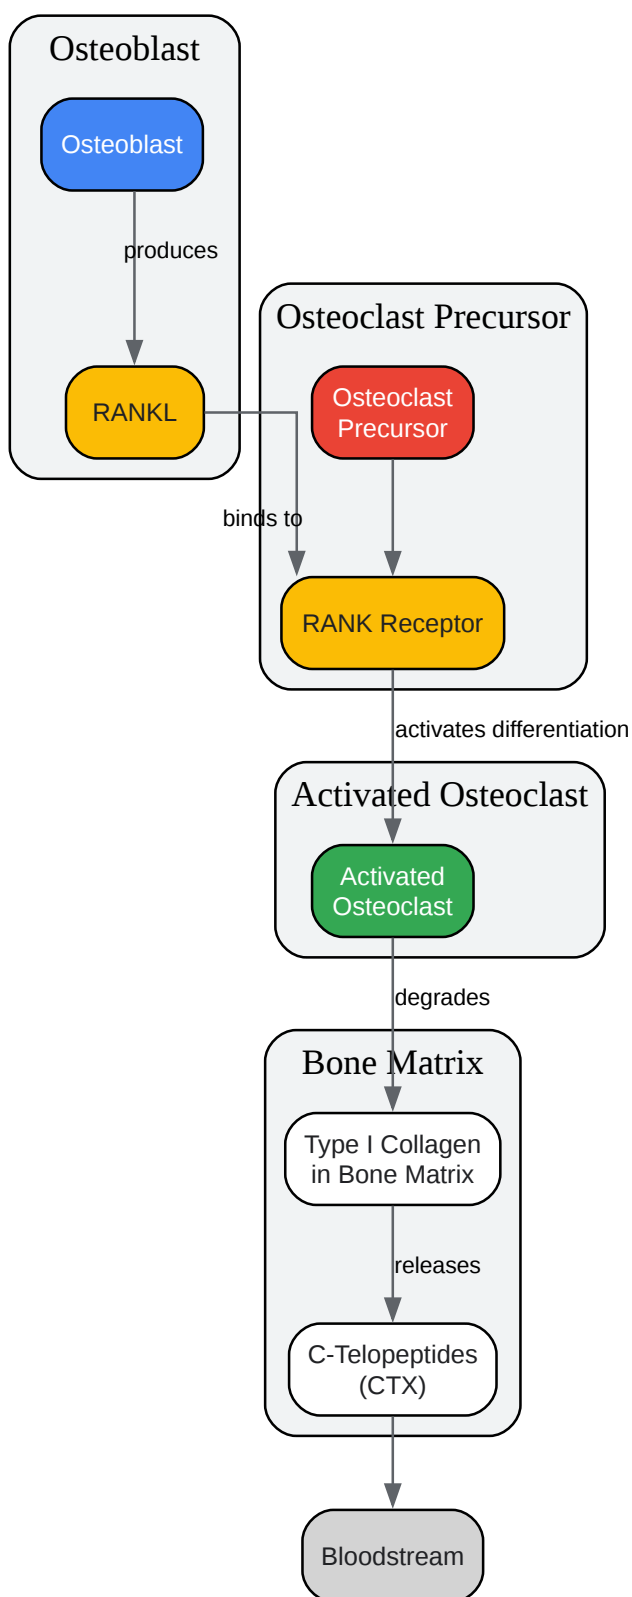 Osteoblast
Osteoblast
produces
RANKL
Osteoclast Precursor
Osteoclast
Precursor
binds to
RANK Receptor
activates differentiation
Activated Osteoclast
Activated
Osteoclast
degrades
Bone Matrix
Type I Collagen
in Bone Matrix
releases
C-Telopeptides
(CTX)
Bloodstream